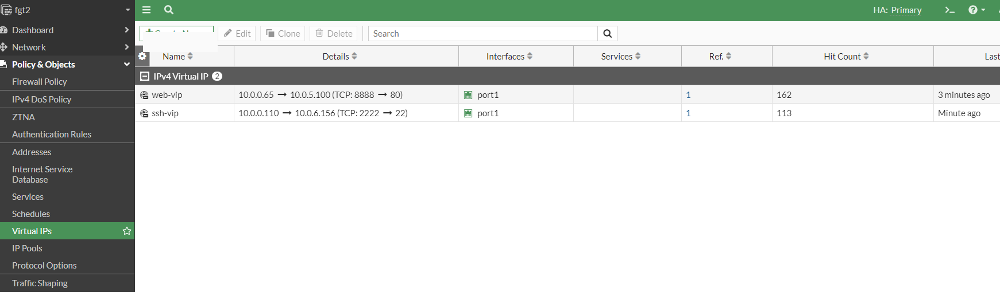 fgt2
HA: Primary
Dashboard
Network
Policy & Objects
Firewall Policy
IPv4 DoS Policy
ZTNA
Authentication Rules
Addresses
Internet Service
Database
Services
Schedules
Virtual IPs
IP Pools
Protocol Options
Traffic Shaping
Edit Clone Delete Search
Name Details Interfaces Services Ref. Hit Count Last
IPv4 Virtual IP 2
web-vip 10.0.0.65 → 10.0.5.100 (TCP: 8888 → 80) port1 1 162 3 minutes ago
ssh-vip 10.0.0.110 → 10.0.6.156 (TCP: 2222 → 22) port1 1 113 Minute ago